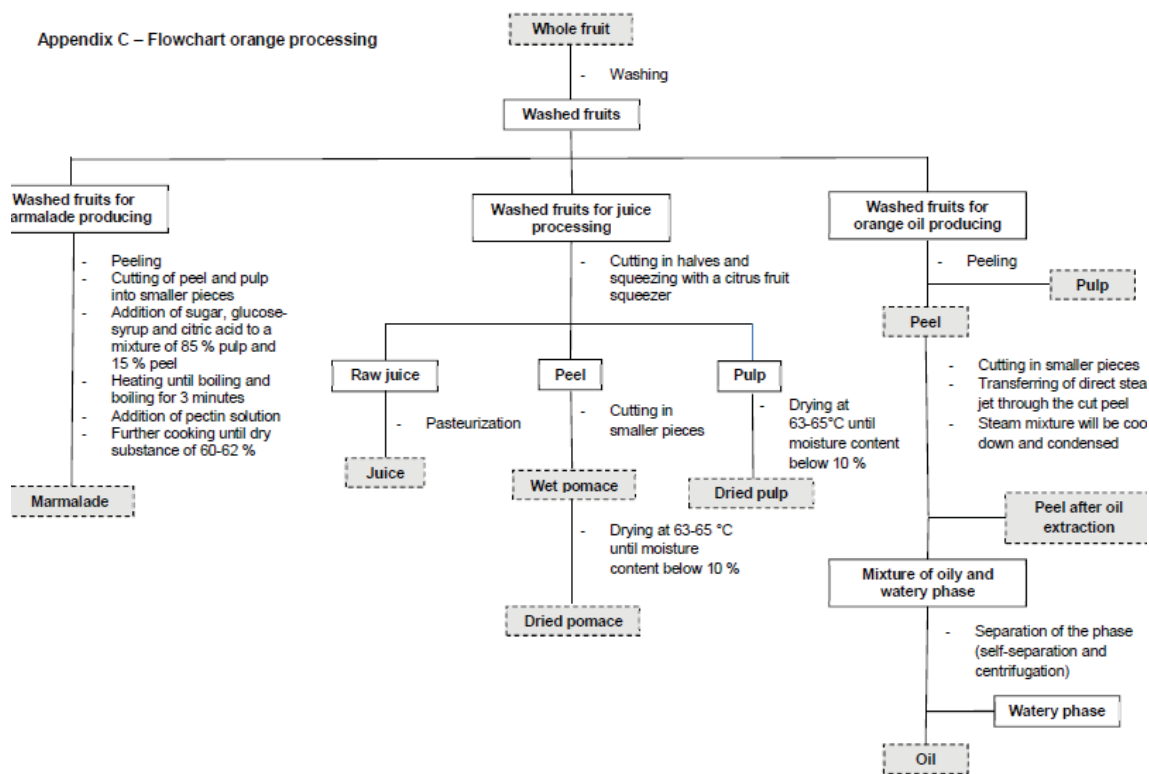 Appendix C – Flowchart orange processing
Whole fruit
- Washing
Washed fruits
Washed fruits for
armalade producing
- Peeling
- Cutting of peel and pulp
into smaller pieces
- Addition of sugar, glucose-
syrup and citric acid to a
mixture of 85 % pulp and
15 % peel
- Heating until boiling and
boiling for 3 minutes
- Addition of pectin solution
- Further cooking until dry
substance of 60-62 %
Marmalade
Washed fruits for juice
processing
- Cutting in halves and
squeezing with a citrus fruit
squeezer
Raw juice
- Pasteurization
Juice
Peel
- Cutting in
smaller pieces
Wet pomace
- Drying at 63-65 °C
until moisture
content below 10 %
Dried pomace
Pulp
- Drying at
63-65°C until
moisture content
below 10 %
Dried pulp
Washed fruits for
orange oil producing
- Peeling
Pulp
Peel
- Cutting in smaller pieces
- Transferring of direct stea
jet through the cut peel
- Steam mixture will be coo
down and condensed
Peel after oil
extraction
Mixture of oily and
watery phase
- Separation of the phase
(self-separation and
centrifugation)
Watery phase
Oil